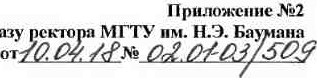 Приложение №2
азу ректора МГТУ им. Н.Э. Баумана
от 10.04.18 № 02.01-03/509